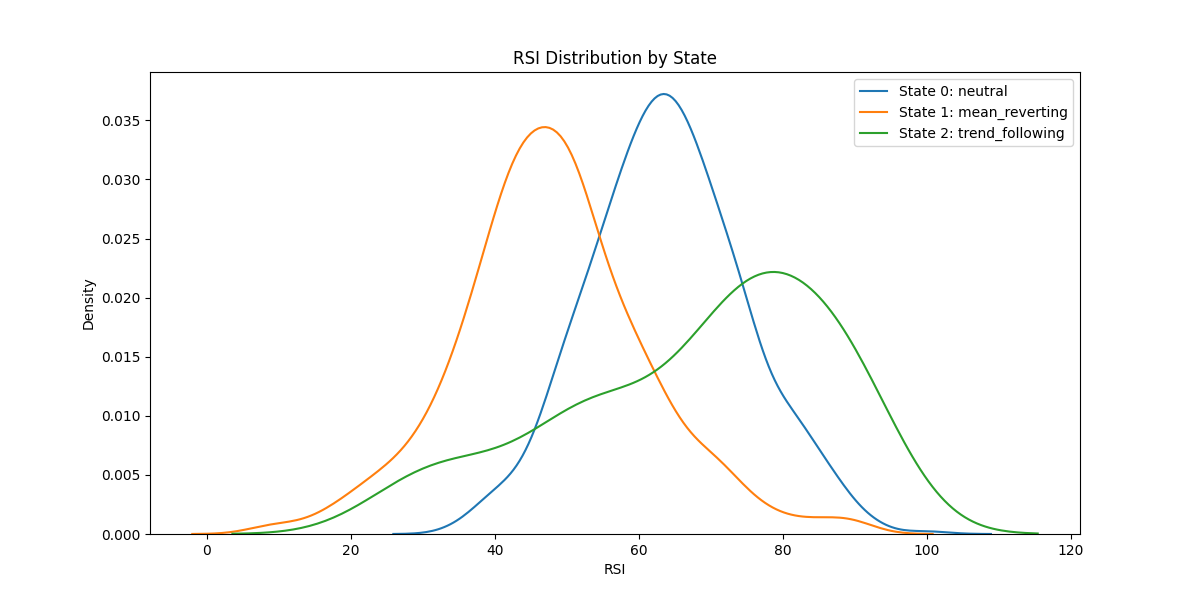 RSI Distribution by State
State 0: neutral
State 1: mean_reverting
State 2: trend_following
Density
0.035
0.030
0.025
0.020
0.015
0.010
0.005
0.000
0 20 40 60 80 100 120
RSI